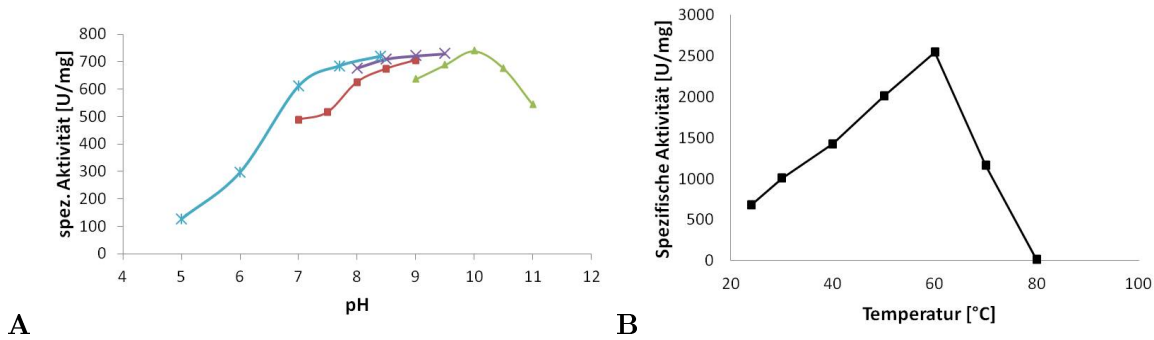 800
700
600
500
400
300
200
100
0
spez. Aktivität [U/mg]
4 5 6 7 8 9 10 11 12
pH
A
3000
2500
2000
1500
1000
500
0
Spezifische Aktivität [U/mg]
20 40 60 80 100
Temperatur [°C]
B